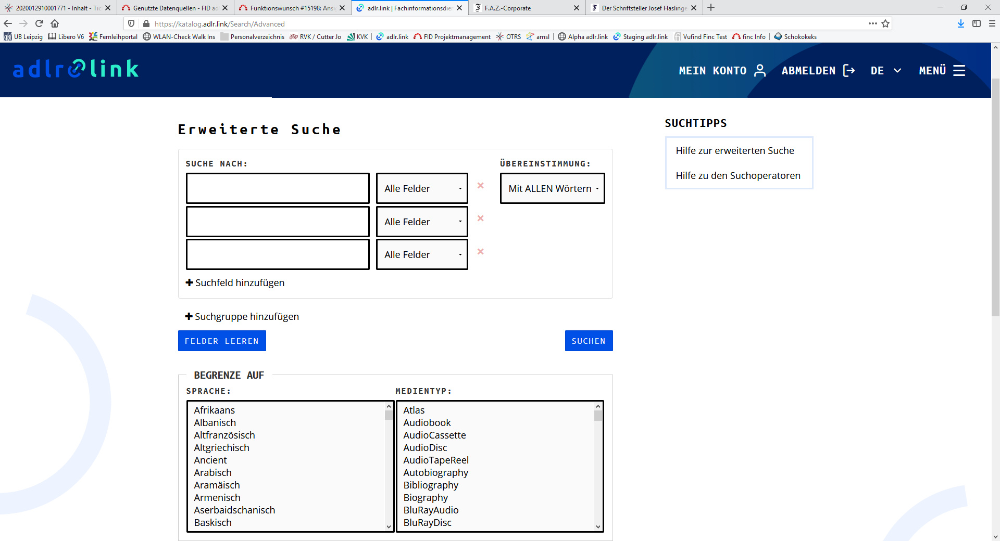 2020012910001771 - Inhalt - Tic
Genutzte Datenquellen - FID ad
Funktionswunsch #15198: Ansi
adlr.link | Fachinformationsdie
F.A.Z.-Corporate
Der Schriftsteller Josef Haslinge
https://katalog.adlr.link/Search/Advanced
UB Leipzig
Libero V6
Fernleihportal
WLAN-Check Walk Ins
Personalverzeichnis
RVK / Cutter Jo
KVK
adlr.link
FID Projektmanagement
OTRS
amsl
Alpha adlr.link
Staging adlr.link
Vufind Finc Test
finc Info
Schokokeks
adlr link
MEIN KONTO
ABMELDEN
DE
MENÜ
Erweiterte Suche
SUCHE NACH:
ÜBEREINSTIMMUNG:
Alle Felder
Mit ALLEN Wörtern
Alle Felder
Alle Felder
Suchfeld hinzufügen
Suchgruppe hinzufügen
FELDER LEEREN
SUCHEN
SUCHTIPPS
Hilfe zur erweiterten Suche
Hilfe zu den Suchoperatoren
BEGRENZE AUF
SPRACHE:
Afrikaans
Albanisch
Altfranzösisch
Altgriechisch
Ancient
Arabisch
Aramäisch
Armenisch
Aserbaidschanisch
Baskisch
MEDIENTYP:
Atlas
Audiobook
AudioCassette
AudioDisc
AudioTapeReel
Autobiography
Bibliography
Biography
BluRayAudio
BluRayDisc